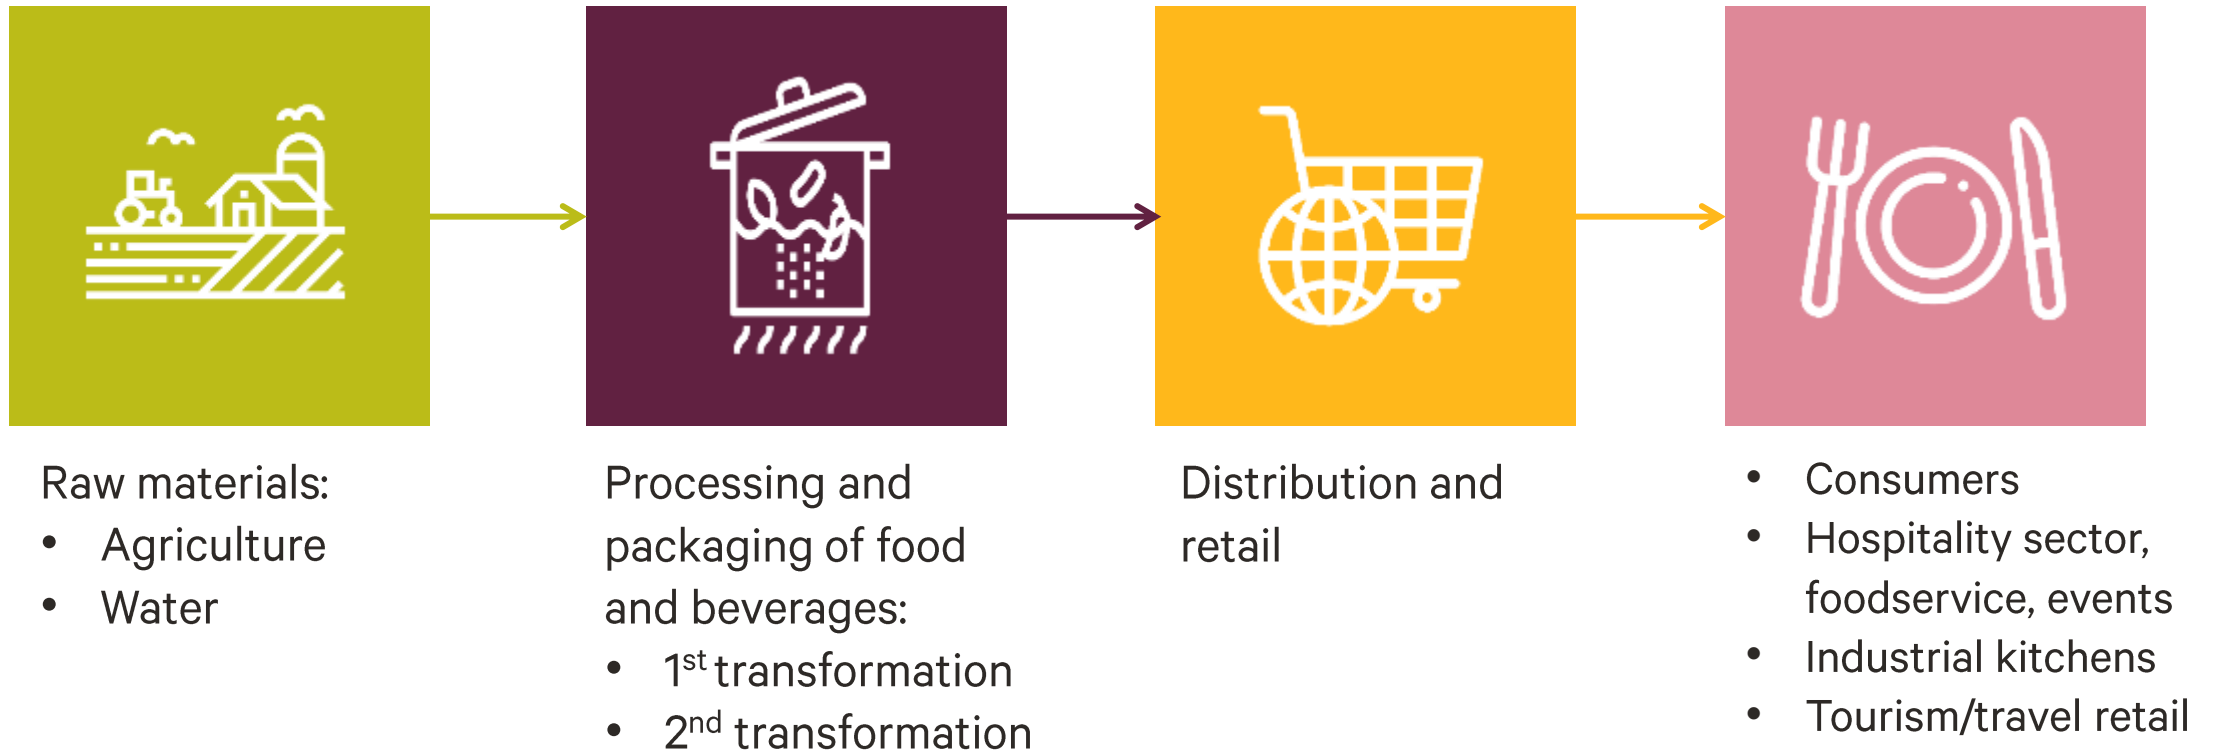 Raw materials:
• Agriculture
• Water
Processing and
packaging of food
and beverages:
• 1st transformation
• 2nd transformation
Distribution and
retail
• Consumers
• Hospitality sector,
foodservice, events
• Industrial kitchens
• Tourism/travel retail